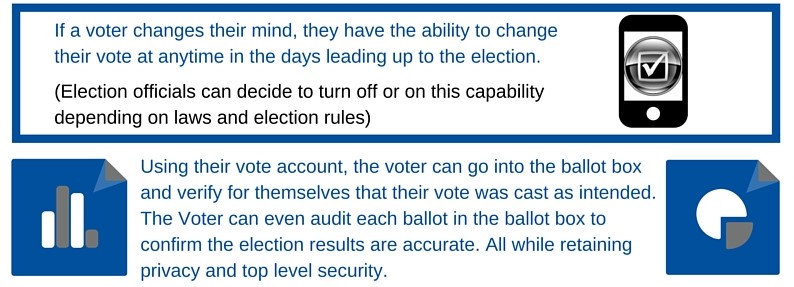 If a voter changes their mind, they have the ability to change
their vote at anytime in the days leading up to the election.
(Election officials can decide to turn off or on this capability
depending on laws and election rules)
Using their vote account, the voter can go into the ballot box
and verify for themselves that their vote was cast as intended.
The Voter can even audit each ballot in the ballot box to
confirm the election results are accurate. All while retaining
privacy and top level security.